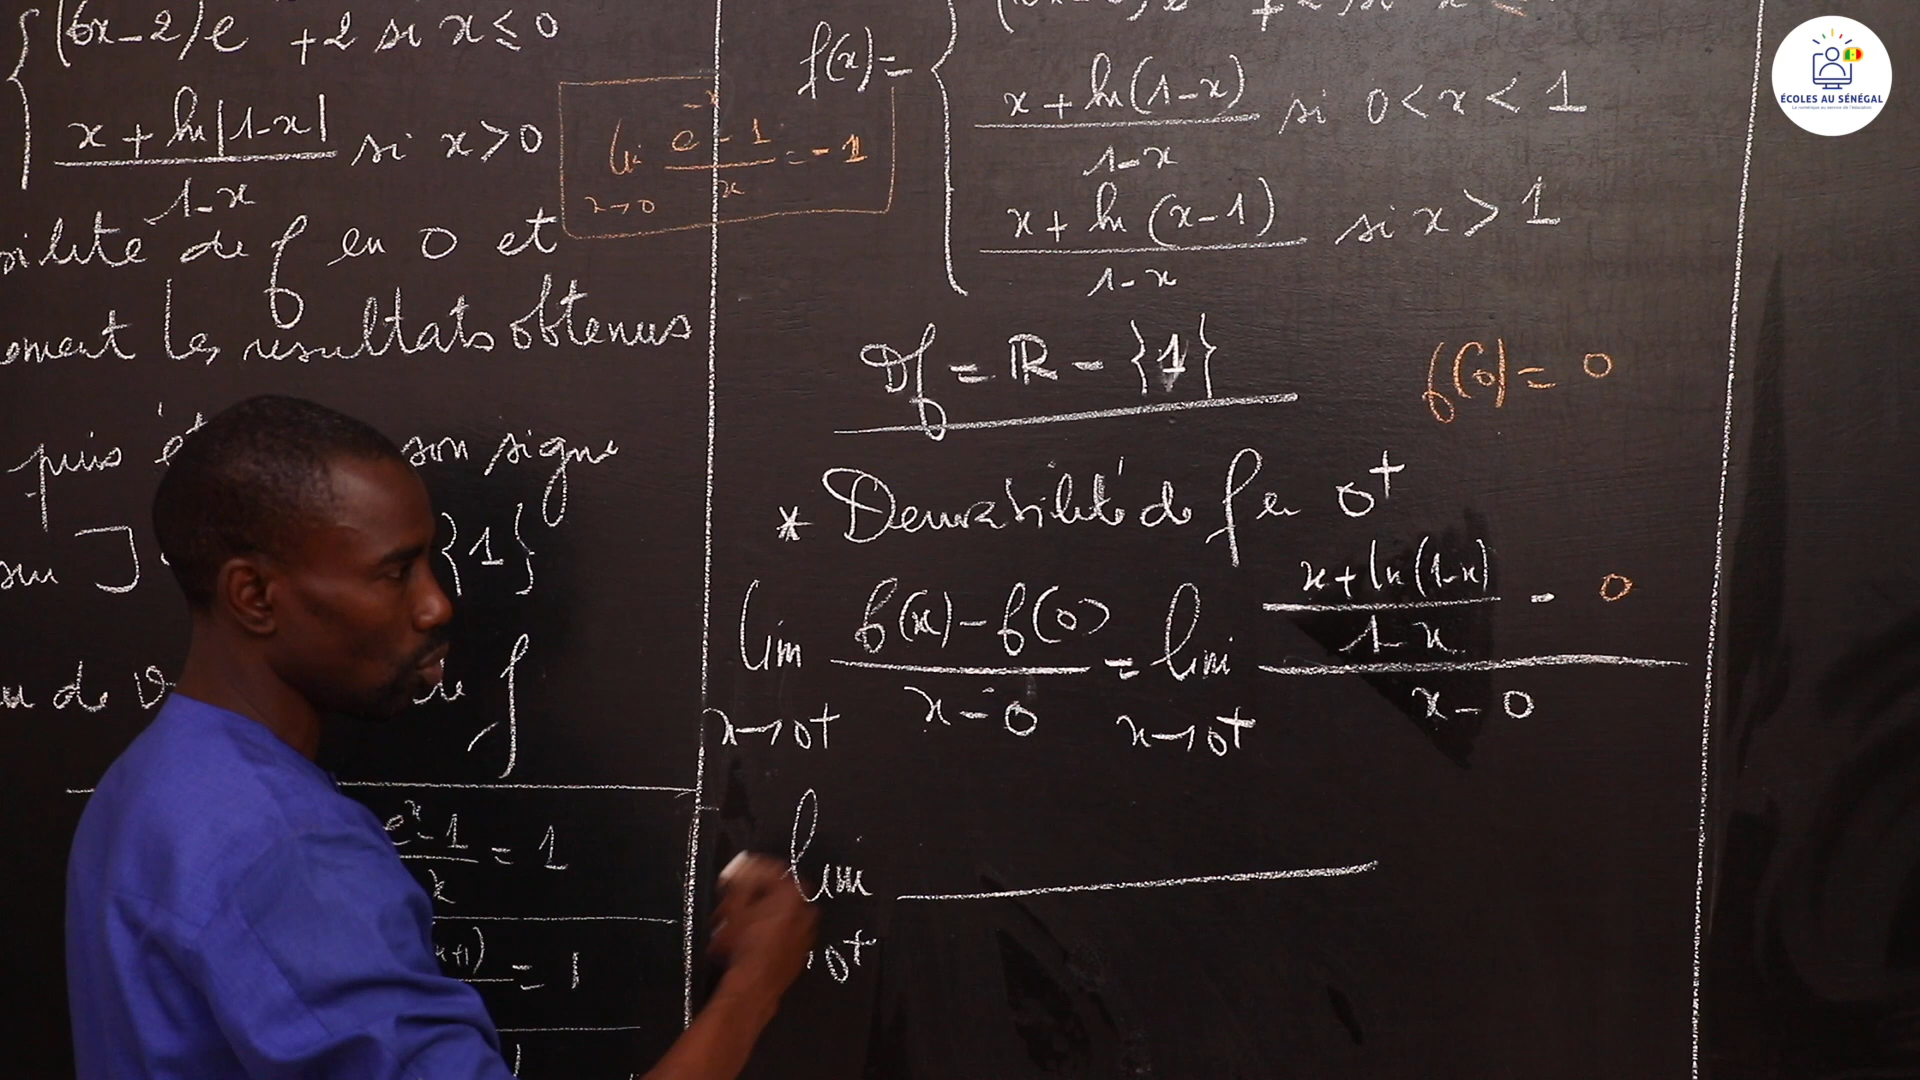 (6x-2)e +2 si x ≤ 0
x + ln|1-x| si x > 0
1-x
de f en 0 et
les résultats obtenus
puis son signe
sur J {1}
de f
e^x - 1 = 1
x
= 1
lim e^-x - 1 = -1
x→0 x
f(x) =
x + ln(1-x) si 0 < x < 1
1-x
x + ln(x-1) si x > 1
1-x
Df = ℝ - {1}
f(0) = 0
* Derivabilité de f en 0+
lim f(x) - f(0) = lim x + ln(1-x) - 0
1-x
x→0+ x - 0 x→0+ x - 0
lim
0+
ÉCOLES AU SÉNÉGAL